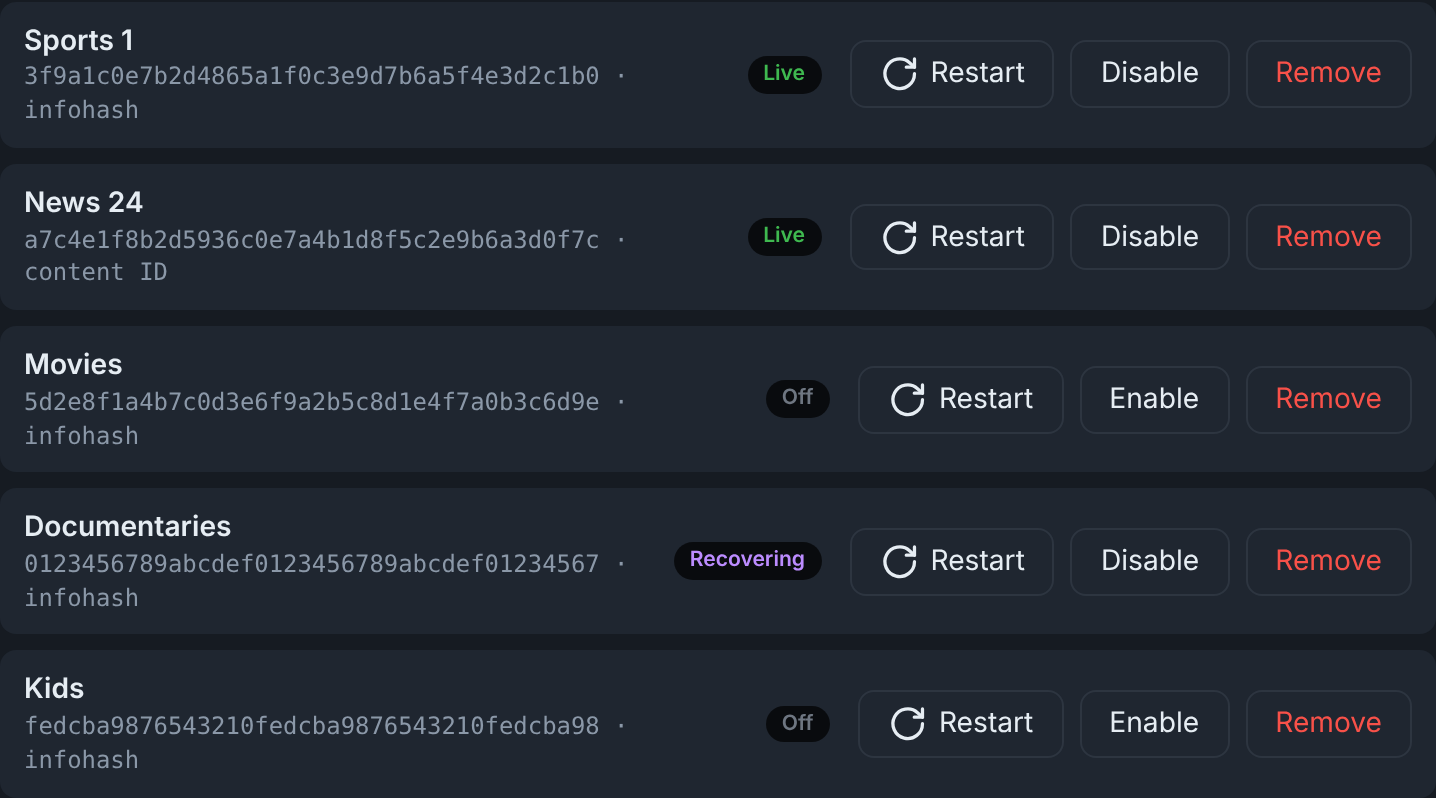 Sports 1
3f9a1c0e7b2d4865a1f0c3e9d7b6a5f4e3d2c1b0 ·
infohash
Live
Restart
Disable
Remove
News 24
a7c4e1f8b2d5936c0e7a4b1d8f5c2e9b6a3d0f7c ·
content ID
Live
Restart
Disable
Remove
Movies
5d2e8f1a4b7c0d3e6f9a2b5c8d1e4f7a0b3c6d9e ·
infohash
Off
Restart
Enable
Remove
Documentaries
0123456789abcdef0123456789abcdef01234567 ·
infohash
Recovering
Restart
Disable
Remove
Kids
fedcba9876543210fedcba9876543210fedcba98 ·
infohash
Off
Restart
Enable
Remove